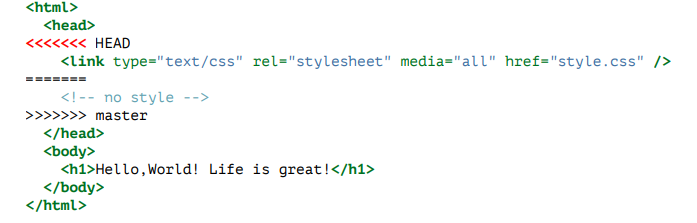 <html>
  <head>
<<<<<<< HEAD
    <link type="text/css" rel="stylesheet" media="all" href="style.css" />
=======
    <!-- no style -->
>>>>>>> master
  </head>
  <body>
    <h1>Hello,World! Life is great!</h1>
  </body>
</html>